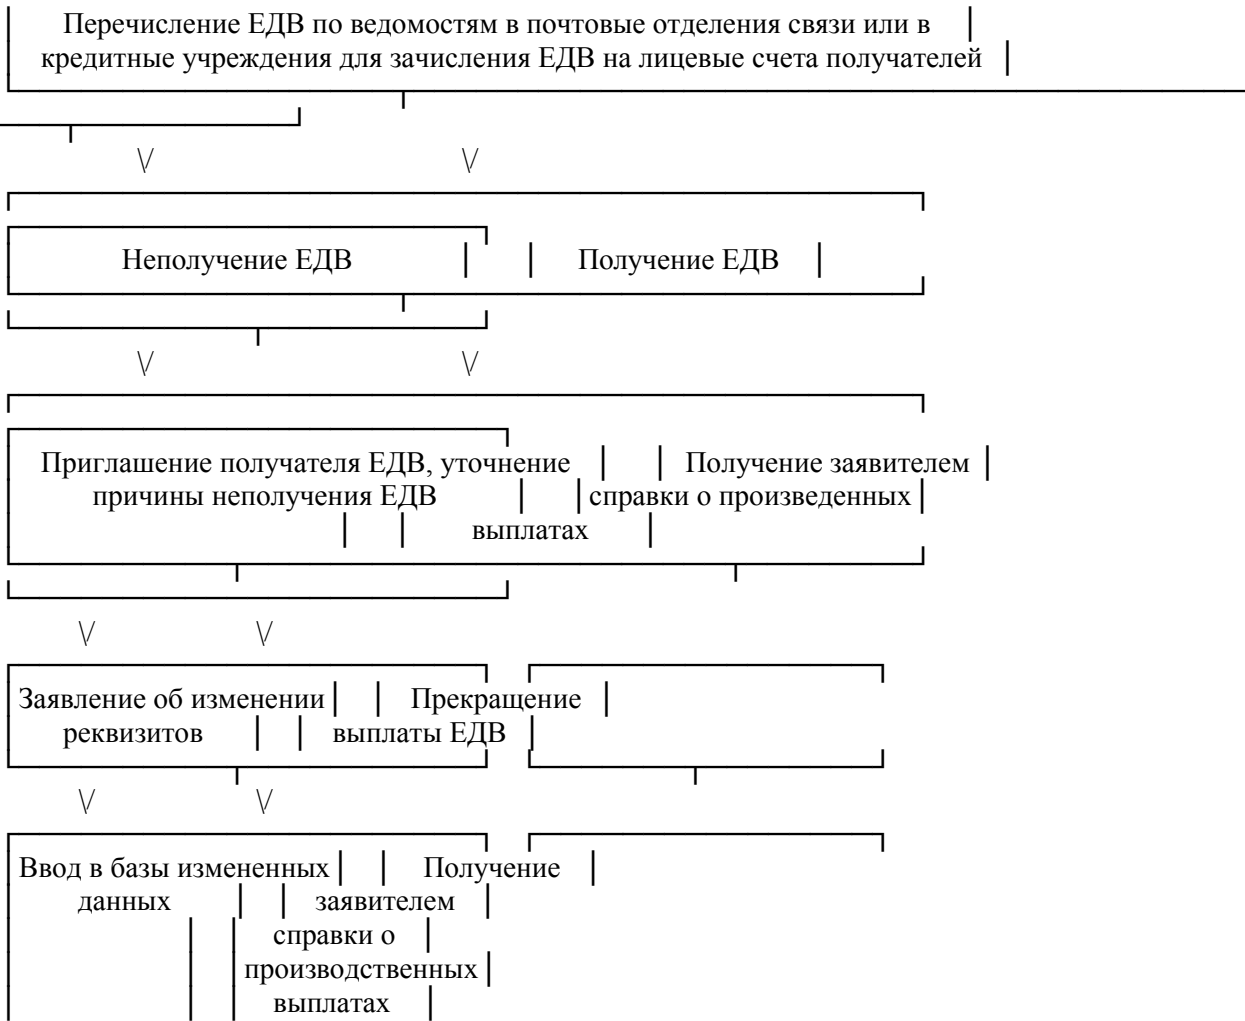 Перечисление ЕДВ по ведомостям в почтовые отделения связи или в
кредитные учреждения для зачисления ЕДВ на лицевые счета получателей
\/ \/
Неполучение ЕДВ Получение ЕДВ
\/ \/
Приглашение получателя ЕДВ, уточнение Получение заявителем
причины неполучения ЕДВ справки о произведенных
выплатах
\/ \/
Заявление об изменении Прекращение
реквизитов выплаты ЕДВ
\/ \/
Ввод в базы измененных Получение
данных заявителем
справки о
производственных
выплатах